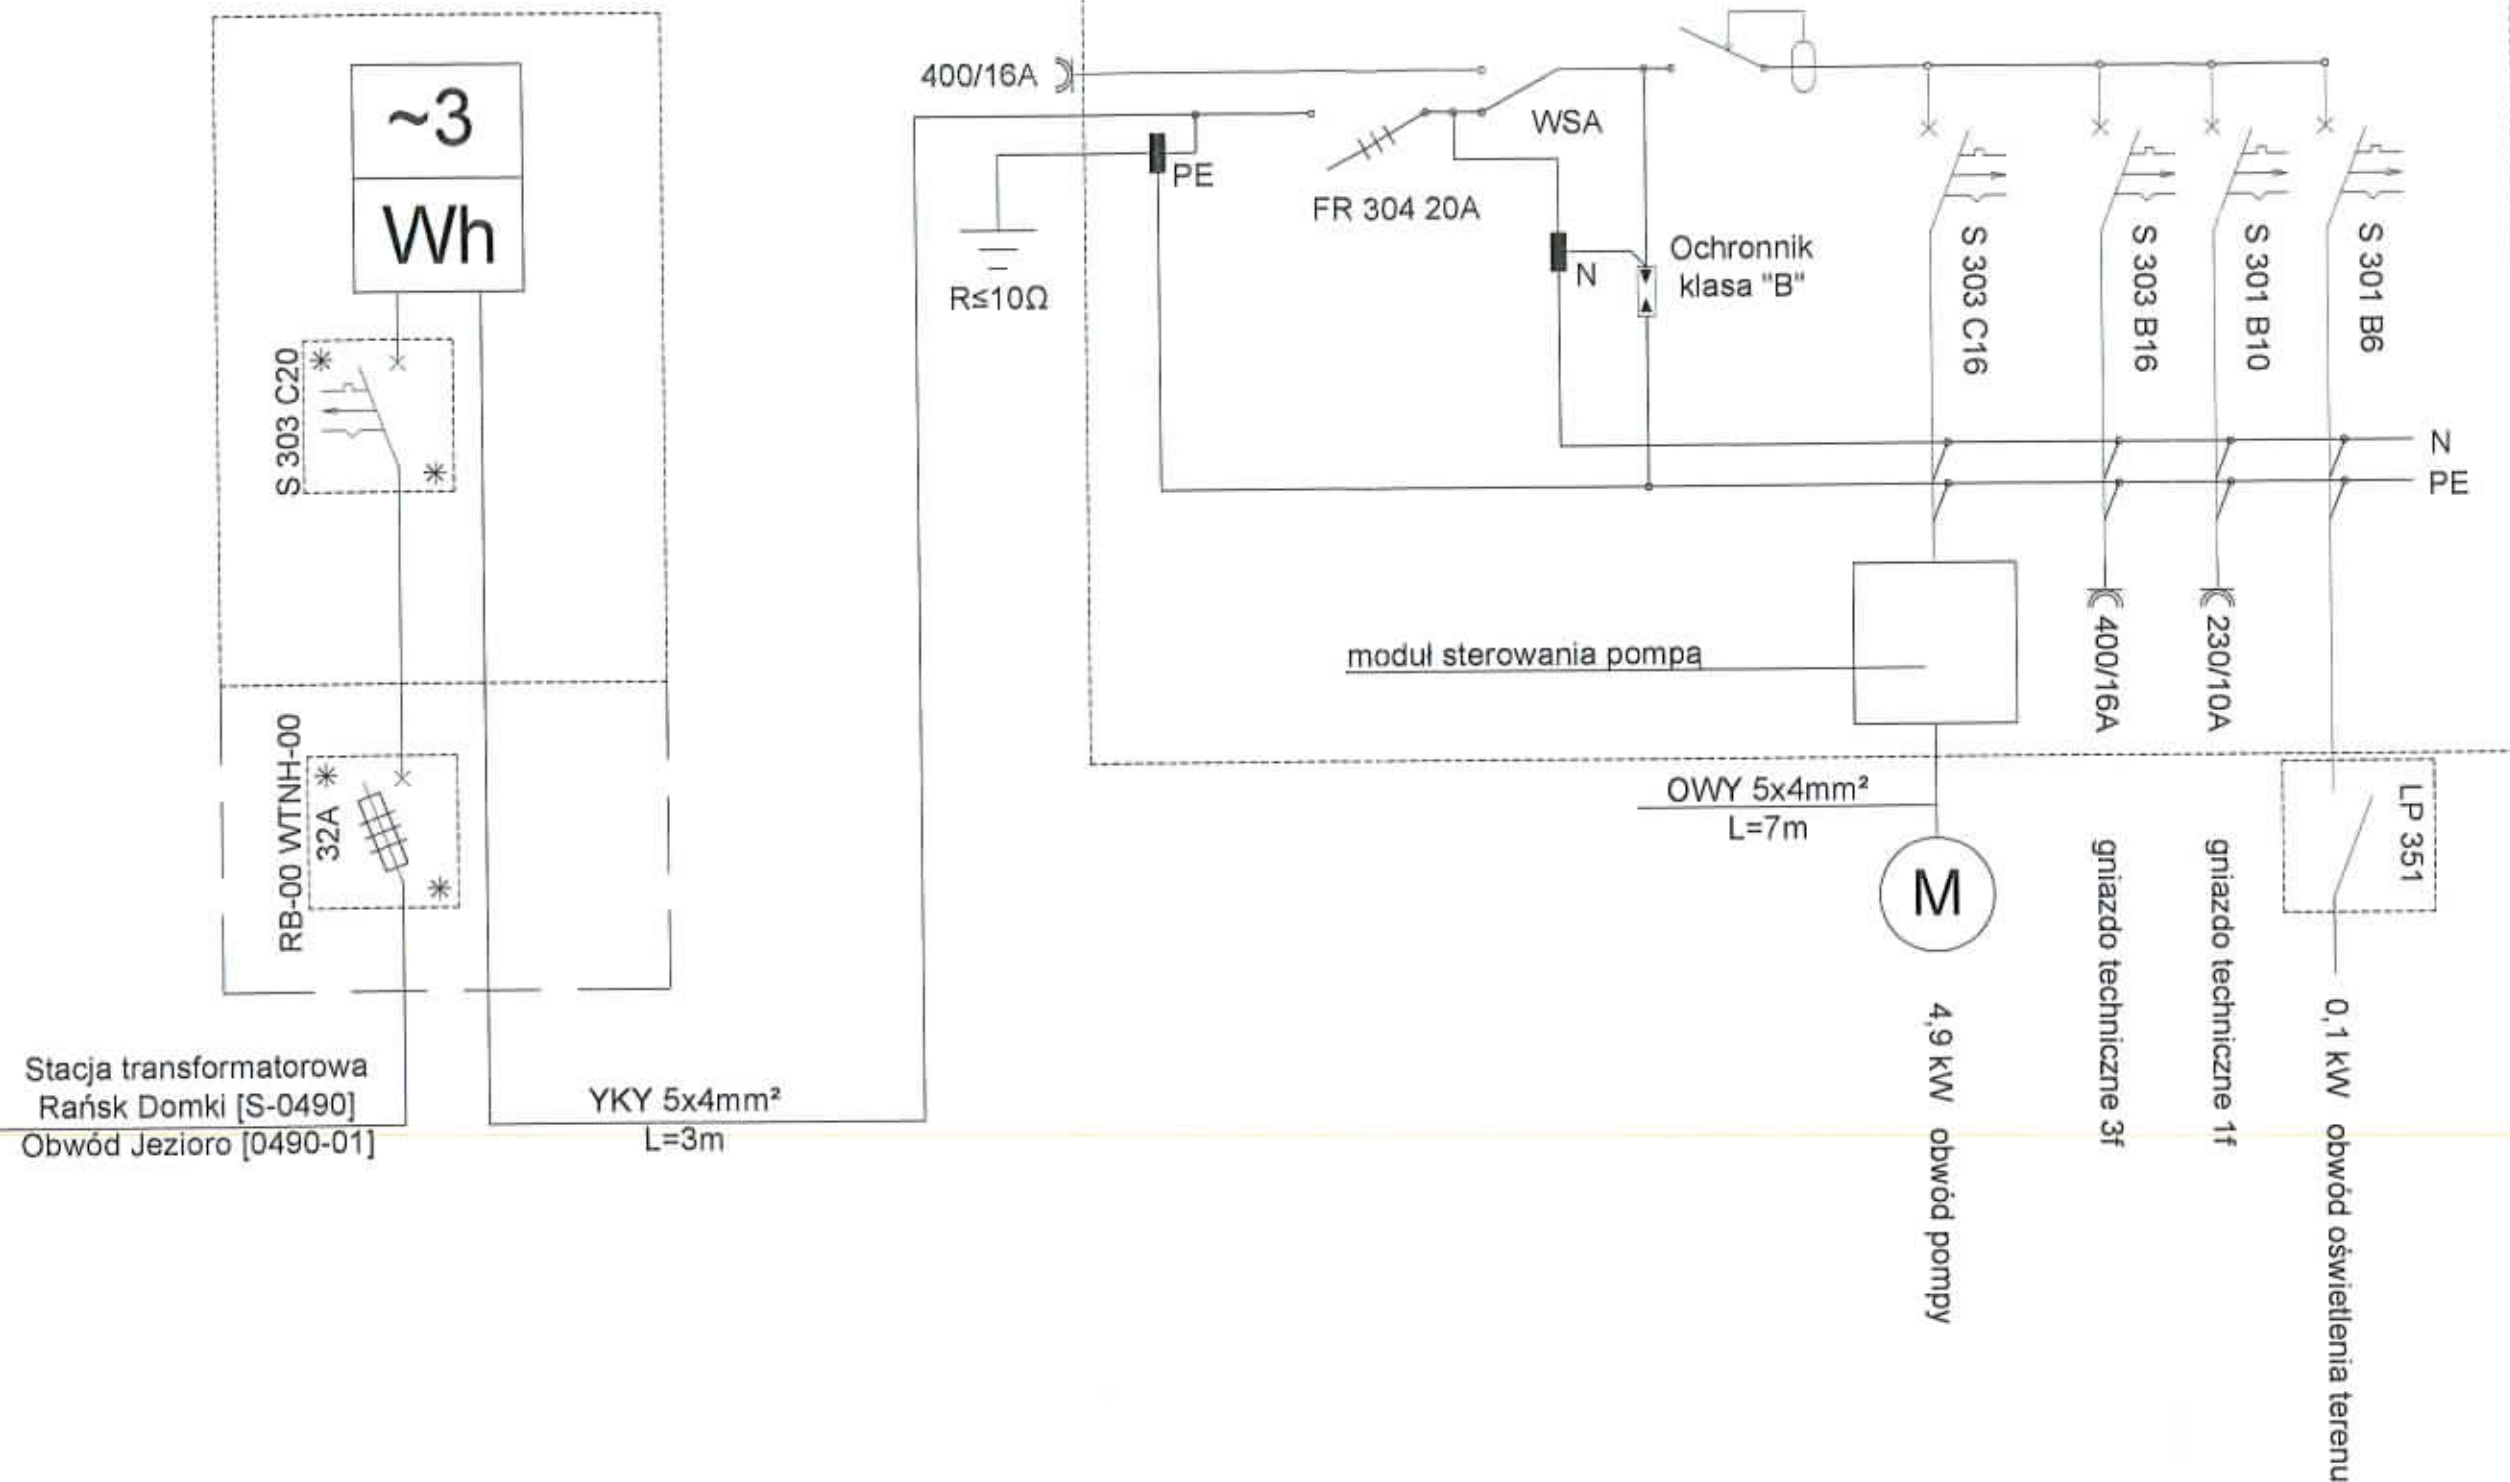 ~3
Wh
S 303 C20
RB-00 WTNH-00
32A
Stacja transformatorowa
Rańsk Domki [S-0490]
Obwód Jezioro [0490-01]
YKY 5x4mm²
L=3m
400/16A
PE
R≤10Ω
FR 304 20A
WSA
N
Ochronnik
klasa "B"
S 303 C16
S 303 B16
S 301 B10
S 301 B6
N
PE
moduł sterowania pompą
400/16A
230/10A
OWY 5x4mm²
L=7m
M
LP 351
4,9 kW obwód pompy
gniazdo techniczne 3f
gniazdo techniczne 1f
0,1 kW obwód oświetlenia terenu